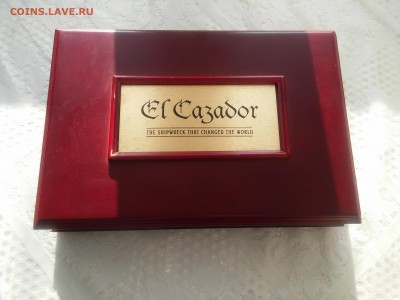 COINS.LAVE.RU
El Cazador
THE SHIPWRECK THAT CHANGED THE WORLD